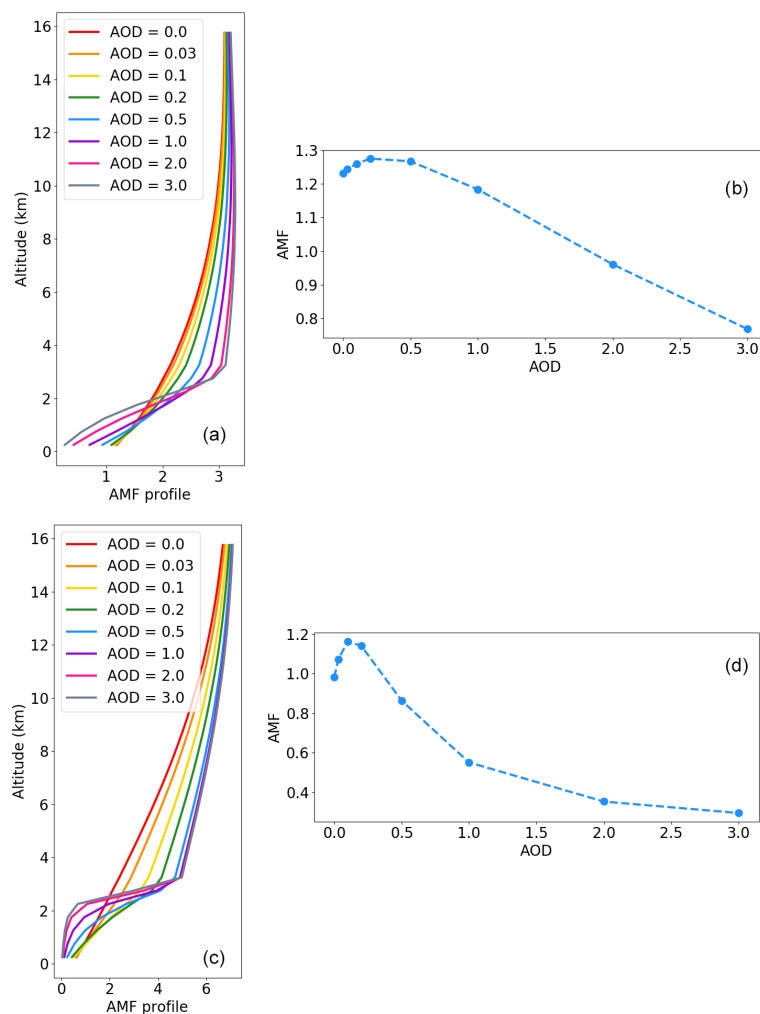 16
14
12
10
8
6
4
2
0
Altitude (km)
AOD = 0.0
AOD = 0.03
AOD = 0.1
AOD = 0.2
AOD = 0.5
AOD = 1.0
AOD = 2.0
AOD = 3.0
(a)
1 2 3
AMF profile
1.3
1.2
1.1
1.0
0.9
0.8
AMF
(b)
0.0 0.5 1.0 1.5 2.0 2.5 3.0
AOD
16
14
12
10
8
6
4
2
0
Altitude (km)
AOD = 0.0
AOD = 0.03
AOD = 0.1
AOD = 0.2
AOD = 0.5
AOD = 1.0
AOD = 2.0
AOD = 3.0
(c)
0 2 4 6
AMF profile
1.2
1.0
0.8
0.6
0.4
AMF
(d)
0.0 0.5 1.0 1.5 2.0 2.5 3.0
AOD